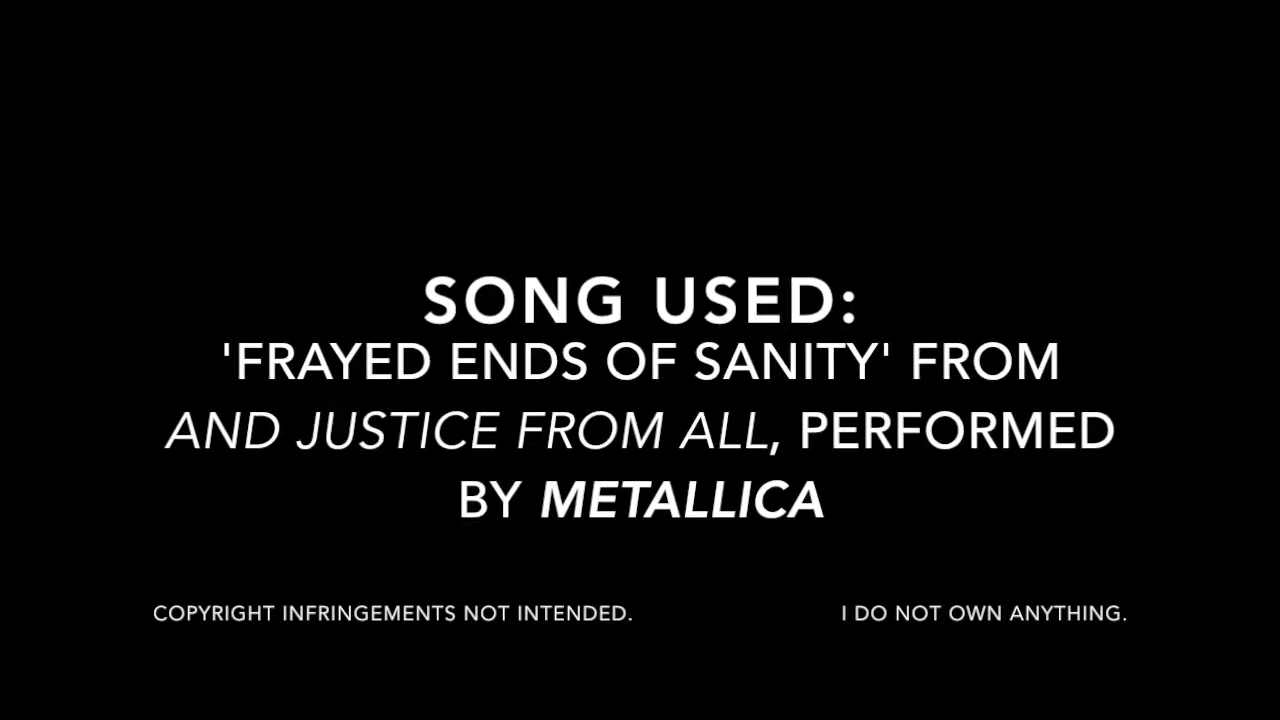 SONG USED:
'FRAYED ENDS OF SANITY' FROM
AND JUSTICE FROM ALL, PERFORMED
BY METALLICA
COPYRIGHT INFRINGEMENTS NOT INTENDED.
I DO NOT OWN ANYTHING.